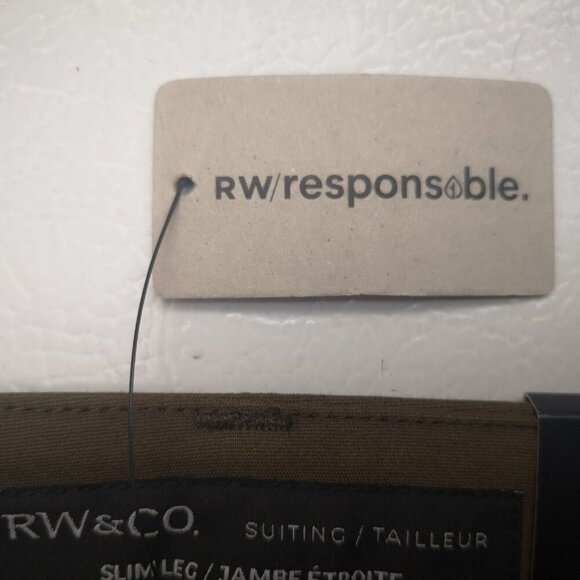 RW/responsible.
RW&CO. SUITING / TAILLEUR
SLIM LEG / JAMBE ÉTROITE